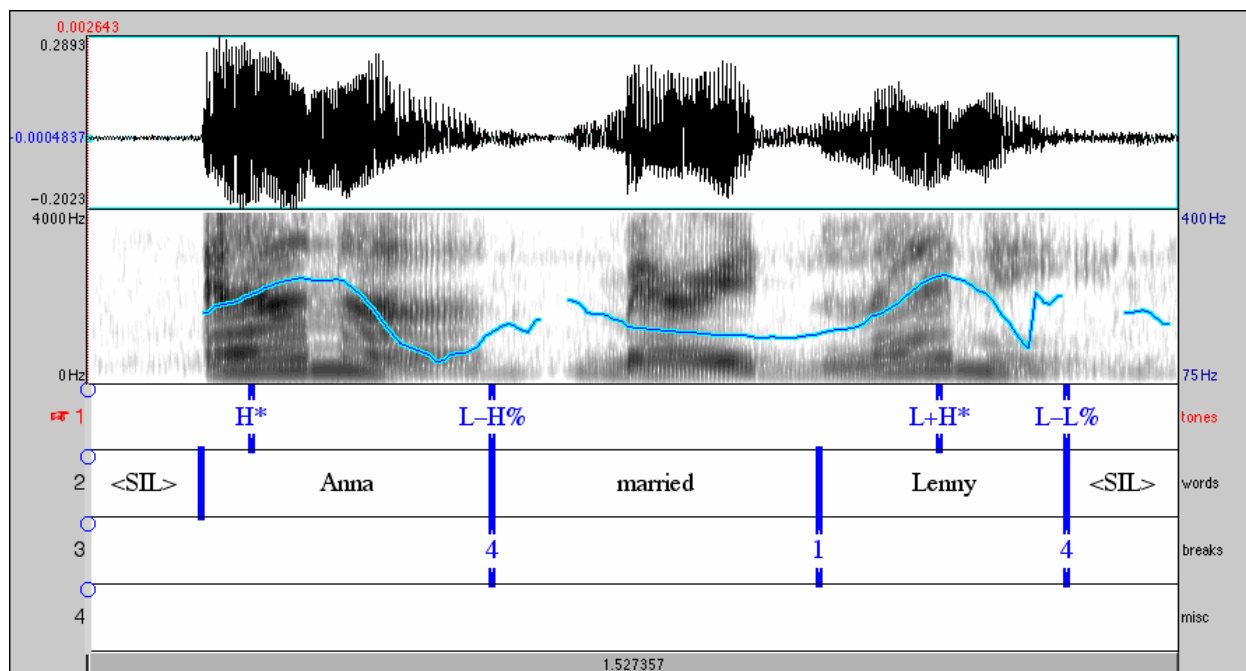 0.002643
0.2893
-0.0004837
-0.2023
4000 Hz 400 Hz
0 Hz 75 Hz
☞ 1 H* L-H% L+H* L-L% tones
2 <SIL> Anna married Lenny <SIL> words
3 4 1 4 breaks
4 misc
1.527357